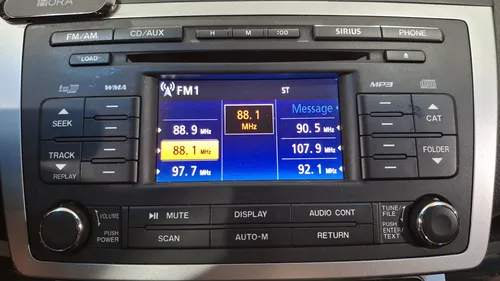 MORA
FM/AM CD/AUX H M :00 SIRIUS PHONE
LOAD
WMA MP3
FM1 ST
88.1 MHz Message
SEEK CAT
88.9 MHz 90.5 MHz
88.1 MHz 107.9 MHz
97.7 MHz 92.1 MHz
TRACK FOLDER
REPLAY
VOLUME MUTE DISPLAY AUDIO CONT TUNE/FILE
PUSH POWER SCAN AUTO-M RETURN PUSH ENTER/TEXT